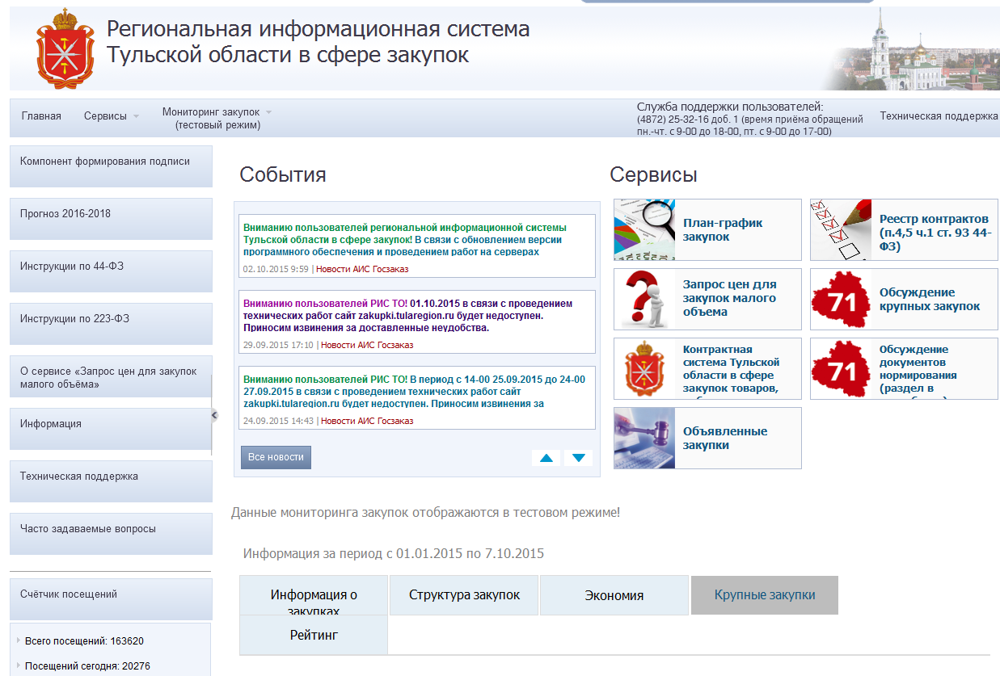 Региональная информационная система
Тульской области в сфере закупок
Главная
Сервисы
Мониторинг закупок
(тестовый режим)
Служба поддержки пользователей:
(4872) 25-32-16 доб. 1 (время приёма обращений
пн.-чт. с 9-00 до 18-00, пт. с 9-00 до 17-00)
Техническая поддержка
Компонент формирования подписи
Прогноз 2016-2018
Инструкции по 44-ФЗ
Инструкции по 223-ФЗ
О сервисе «Запрос цен для закупок
малого объёма»
Информация
Техническая поддержка
Часто задаваемые вопросы
Счётчик посещений
Всего посещений: 163620
Посещений сегодня: 20276
События
Вниманию пользователей региональной информационной системы
Тульской области в сфере закупок! В связи с обновлением версии
программного обеспечения и проведением работ на серверах
02.10.2015 9:59 | Новости АИС Госзаказ
Вниманию пользователей РИС ТО! 01.10.2015 в связи с проведением
технических работ сайт zakupki.tularegion.ru будет недоступен.
Приносим извинения за доставленные неудобства.
29.09.2015 17:10 | Новости АИС Госзаказ
Вниманию пользователей РИС ТО! В период с 14-00 25.09.2015 до 24-00
27.09.2015 в связи с проведением технических работ сайт
zakupki.tularegion.ru будет недоступен. Приносим извинения за
24.09.2015 14:43 | Новости АИС Госзаказ
Все новости
Сервисы
План-график
закупок
Реестр контрактов
(п.4,5 ч.1 ст. 93 44-
ФЗ)
Запрос цен для
закупок малого
объема
71
Обсуждение
крупных закупок
Контрактная
система Тульской
области в сфере
закупок товаров,
71
Обсуждение
документов
нормирования
(раздел в
Объявленные
закупки
Данные мониторинга закупок отображаются в тестовом режиме!
Информация за период с 01.01.2015 по 7.10.2015
Информация о
закупках
Структура закупок
Экономия
Крупные закупки
Рейтинг